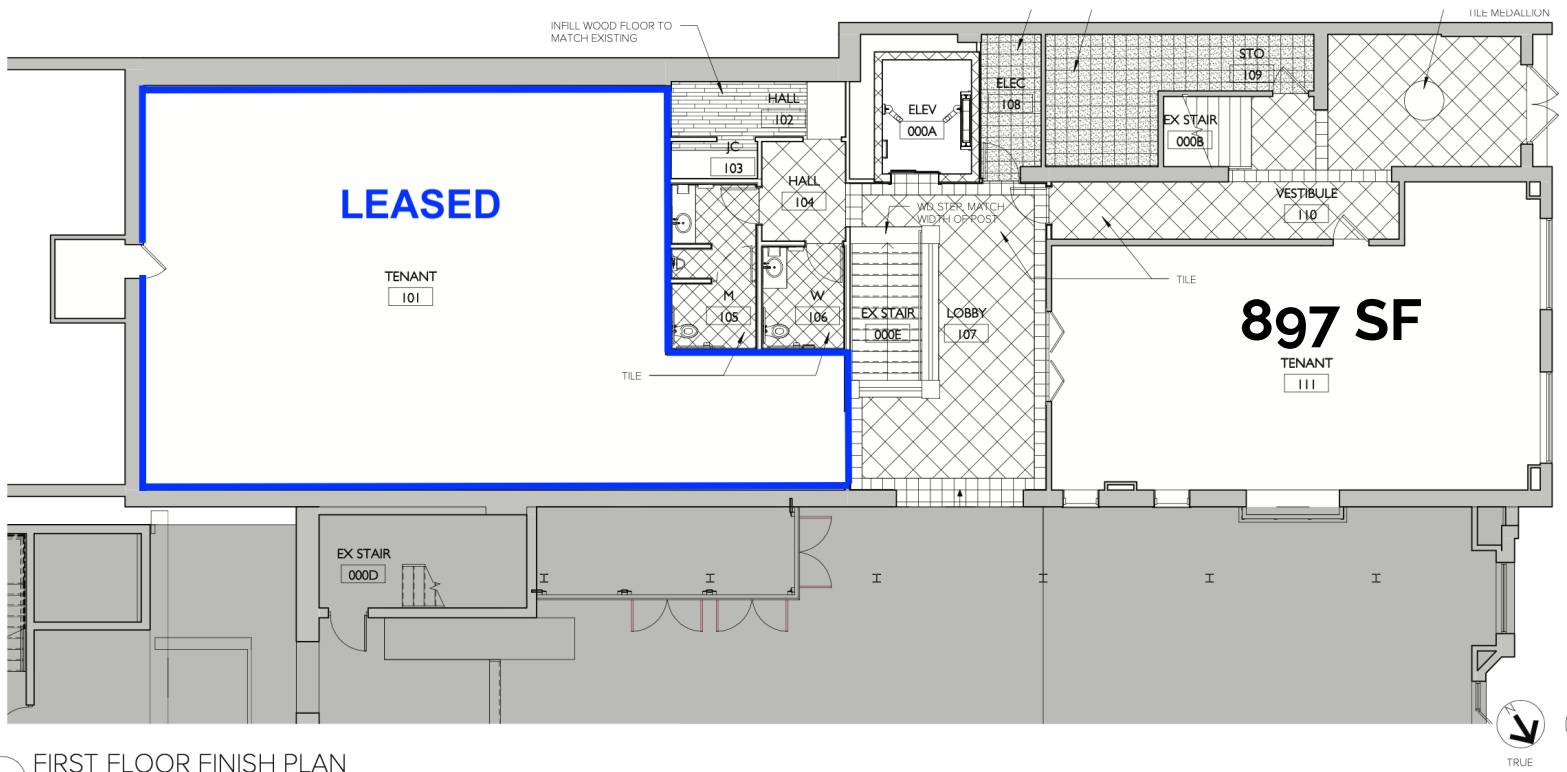 TILE MEDALLION
INFILL WOOD FLOOR TO
MATCH EXISTING
STO
109
HALL
102
ELEC
108
ELEV
000A
EX STAIR
000B
JC
103
HALL
104
LEASED
VESTIBULE
110
WD STEP, MATCH
WIDTH OF POST
TENANT
101
TILE
M
105
W
106
EX STAIR
000E
LOBBY
107
897 SF
TENANT
111
TILE
EX STAIR
000D
N
TRUE
FIRST FLOOR FINISH PLAN